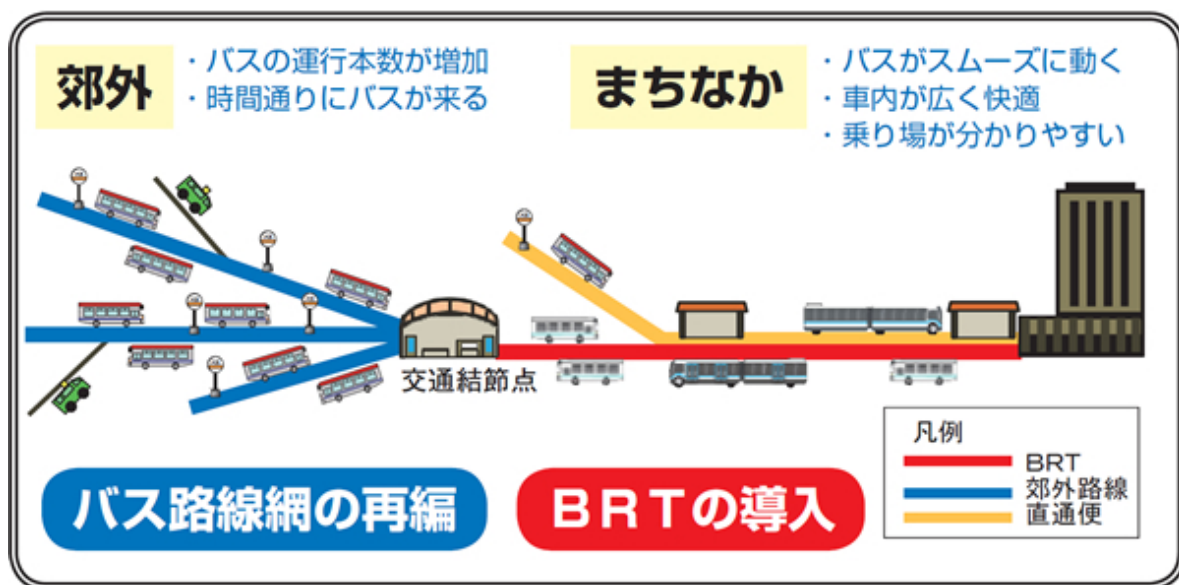 郊外
・バスの運行本数が増加
・時間通りにバスが来る
まちなか
・バスがスムーズに動く
・車内が広く快適
・乗り場が分かりやすい
交通結節点
凡例
BRT
郊外路線
直通便
バス路線網の再編
BRTの導入